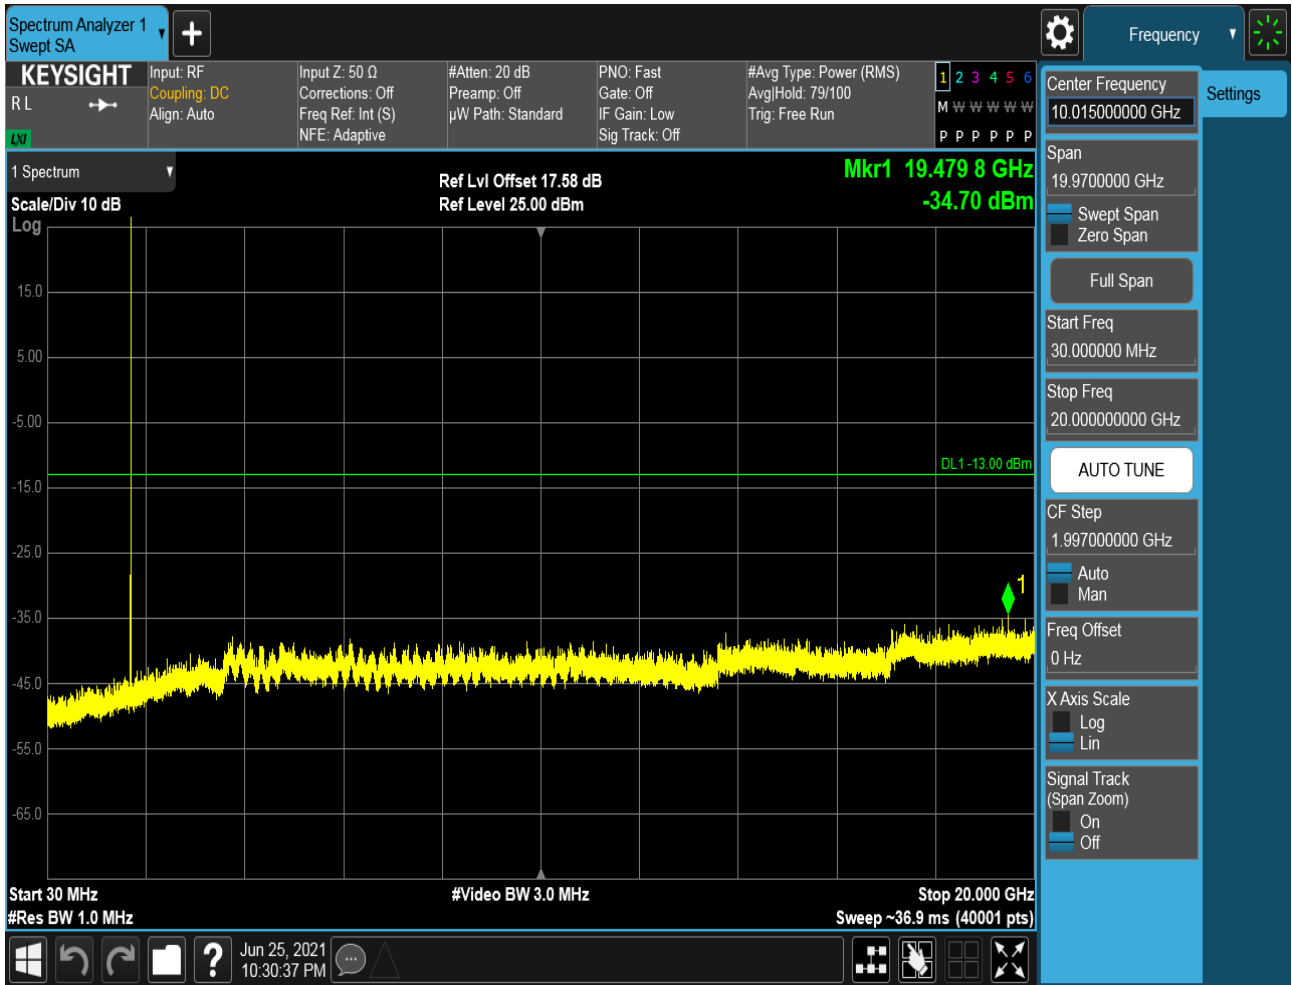 Spectrum Analyzer 1
Swept SA
Frequency
KEYSIGHT
R L
LXI
Input: RF
Coupling: DC
Align: Auto
Input Z: 50 Ω
Corrections: Off
Freq Ref: Int (S)
NFE: Adaptive
#Atten: 20 dB
Preamp: Off
µW Path: Standard
PNO: Fast
Gate: Off
IF Gain: Low
Sig Track: Off
#Avg Type: Power (RMS)
Avg|Hold: 79/100
Trig: Free Run
1 2 3 4 5 6
M W W W W W
P P P P P P
1 Spectrum
Scale/Div 10 dB
Log
Ref Lvl Offset 17.58 dB
Ref Level 25.00 dBm
Mkr1 19.479 8 GHz
-34.70 dBm
15.0
5.00
-5.00
-15.0
-25.0
-35.0
-45.0
-55.0
-65.0
DL1 -13.00 dBm
1
Start 30 MHz
#Res BW 1.0 MHz
#Video BW 3.0 MHz
Stop 20.000 GHz
Sweep ~36.9 ms (40001 pts)
Jun 25, 2021
10:30:37 PM
Center Frequency
10.015000000 GHz
Settings
Span
19.9700000 GHz
Swept Span
Zero Span
Full Span
Start Freq
30.000000 MHz
Stop Freq
20.000000000 GHz
AUTO TUNE
CF Step
1.997000000 GHz
Auto
Man
Freq Offset
0 Hz
X Axis Scale
Log
Lin
Signal Track
(Span Zoom)
On
Off